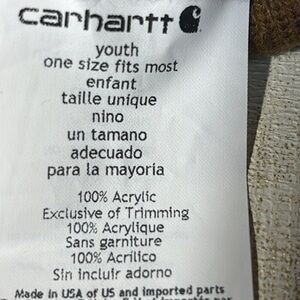 carhartt
youth
one size fits most
enfant
taille unique
nino
un tamano
adecuado
para la mayoria
100% Acrylic
Exclusive of Trimming
100% Acrylique
Sans garniture
100% Acrilico
Sin incluir adorno
Made in USA of US and imported parts